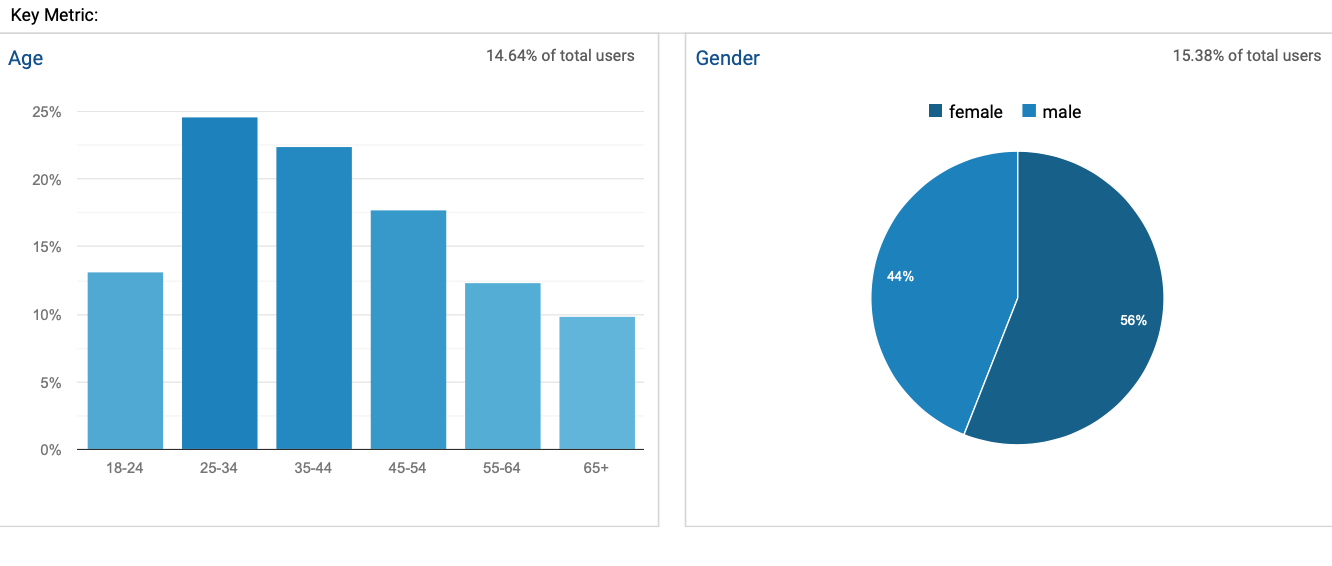 Key Metric:
Age
14.64% of total users
25%
20%
15%
10%
5%
0%
18-24
25-34
35-44
45-54
55-64
65+
Gender
15.38% of total users
female
male
44%
56%